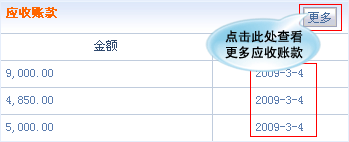 应收账款
更多
点击此处查看
更多应收账款
金额
9,000.00
2009-3-4
4,850.00
2009-3-4
5,000.00
2009-3-4